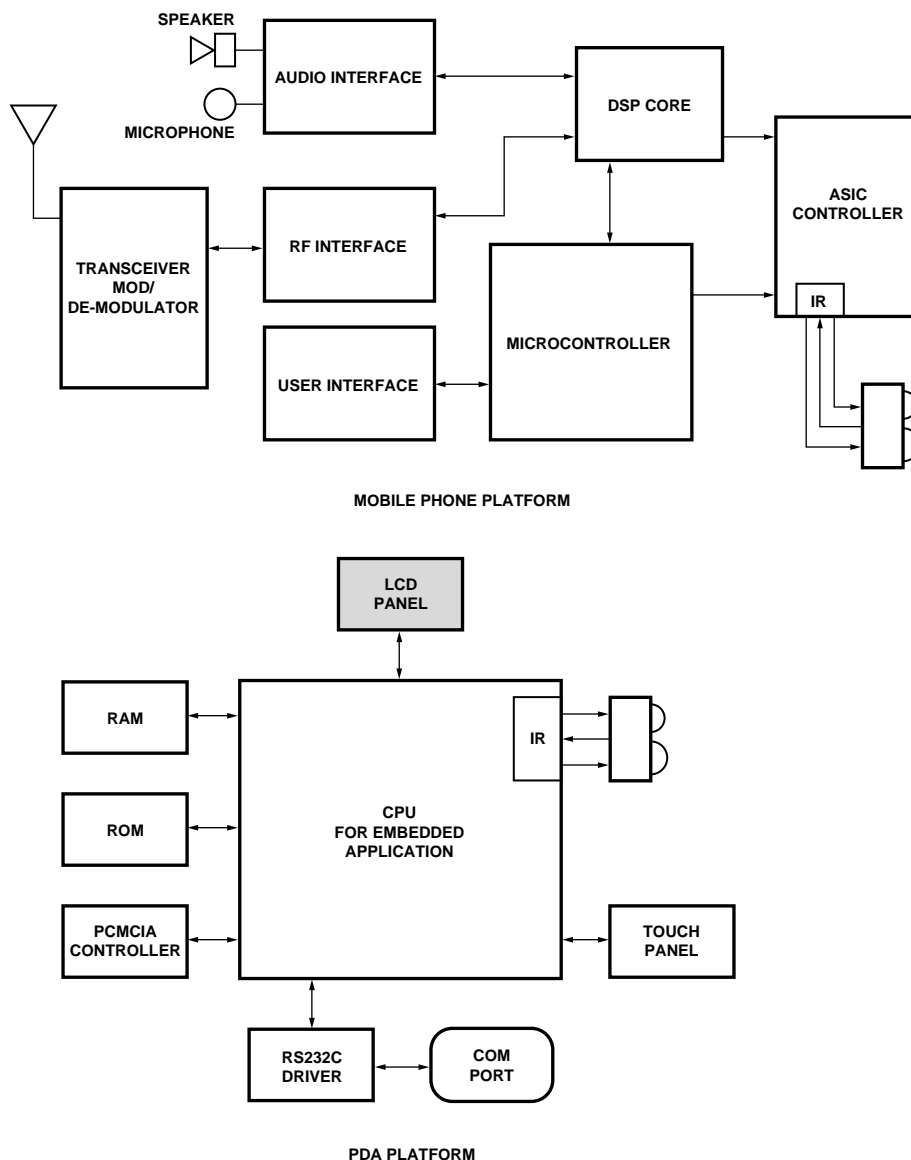 SPEAKER
AUDIO INTERFACE
MICROPHONE
DSP CORE
ASIC
CONTROLLER
IR
TRANSCEIVER
MOD/
DE-MODULATOR
RF INTERFACE
MICROCONTROLLER
USER INTERFACE
MOBILE PHONE PLATFORM
LCD
PANEL
RAM
IR
ROM
CPU
FOR EMBEDDED
APPLICATION
PCMCIA
CONTROLLER
TOUCH
PANEL
RS232C
DRIVER
COM
PORT
PDA PLATFORM